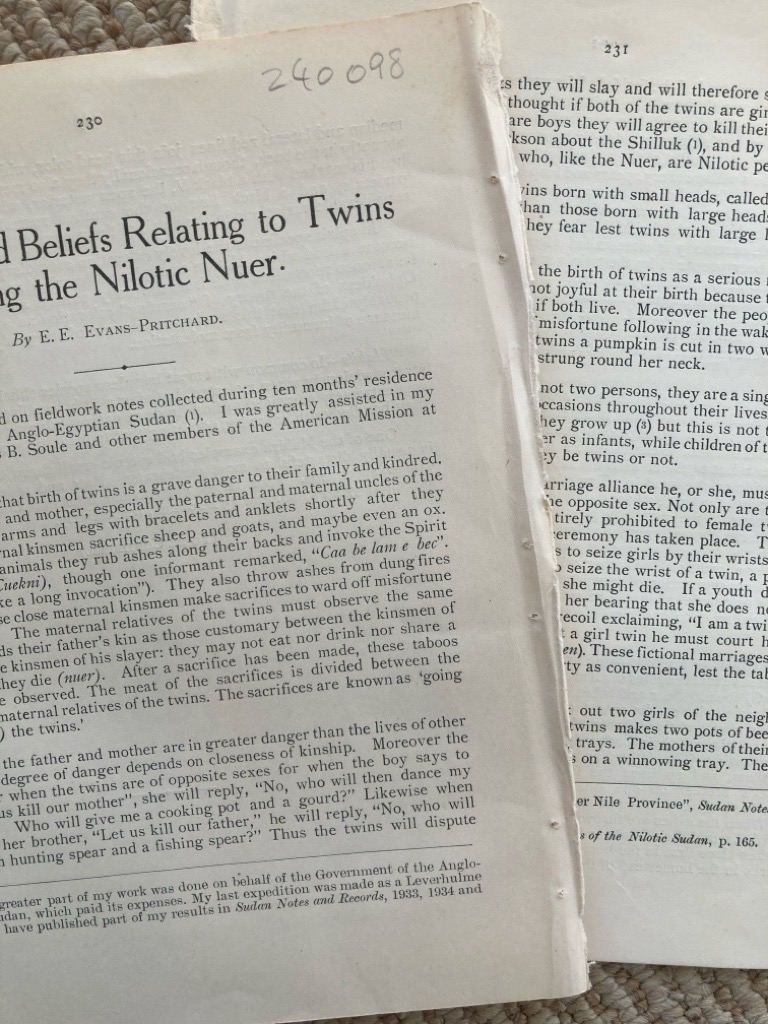 240098
230
d Beliefs Relating to Twins
ng the Nilotic Nuer.
By E. E. EVANS-PRITCHARD.
d on fieldwork notes collected during ten months' residence
Anglo-Egyptian Sudan (¹). I was greatly assisted in my
B. Soule and other members of the American Mission at
hat birth of twins is a grave danger to their family and kindred,
and mother, especially the paternal and maternal uncles of the
arms and legs with bracelets and anklets shortly after they
rnal kinsmen sacrifice sheep and goats, and maybe even an ox.
animals they rub ashes along their backs and invoke the Spirit
Cuekni), though one informant remarked, "Caa be lam e bec".
ke a long invocation"). They also throw ashes from dung fires
se close maternal kinsmen make sacrifices to ward off misfortune
The maternal relatives of the twins must observe the same
ds their father's kin as those customary between the kinsmen of
e kinsmen of his slayer: they may not eat nor drink nor share a
hey die (nuer). After a sacrifice has been made, these taboos
e observed. The meat of the sacrifices is divided between the
maternal relatives of the twins. The sacrifices are known as 'going
) the twins.'
the father and mother are in greater danger than the lives of other
degree of danger depends on closeness of kinship. Moreover the
when the twins are of opposite sexes for when the boy says to
us kill our mother", she will reply, "No, who will then dance my
Who will give me a cooking pot and a gourd?" Likewise when
her brother, "Let us kill our father," he will reply, "No, who will
hunting spear and a fishing spear?" Thus the twins will dispute
greater part of my work was done on behalf of the Government of the Anglo-
udan, which paid its expenses. My last expedition was made as a Leverhulme
have published part of my results in Sudan Notes and Records, 1933, 1934 and
231
s they will slay and will therefore s
thought if both of the twins are gir
are boys they will agree to kill thei
kson about the Shilluk (¹), and by
who, like the Nuer, are Nilotic pe
wins born with small heads, called
han those born with large heads
hey fear lest twins with large h
the birth of twins as a serious
not joyful at their birth because t
if both live. Moreover the peo
misfortune following in the wak
twins a pumpkin is cut in two w
strung round her neck.
not two persons, they are a sing
occasions throughout their lives
hey grow up (³) but this is not t
er as infants, while children of t
ey be twins or not.
arriage alliance he, or she, mus
he opposite sex. Not only are t
tirely prohibited to female t
ceremony has taken place. T
s to seize girls by their wrists
o seize the wrist of a twin, a p
she might die. If a youth d
her bearing that she does n
recoil exclaiming, "I am a twi
t a girl twin he must court h
en). These fictional marriages
ty as convenient, lest the tab
out two girls of the neig
twins makes two pots of bee
trays. The mothers of their
s on a winnowing tray. The
er Nile Province", Sudan Note
s of the Nilotic Sudan, p. 165.